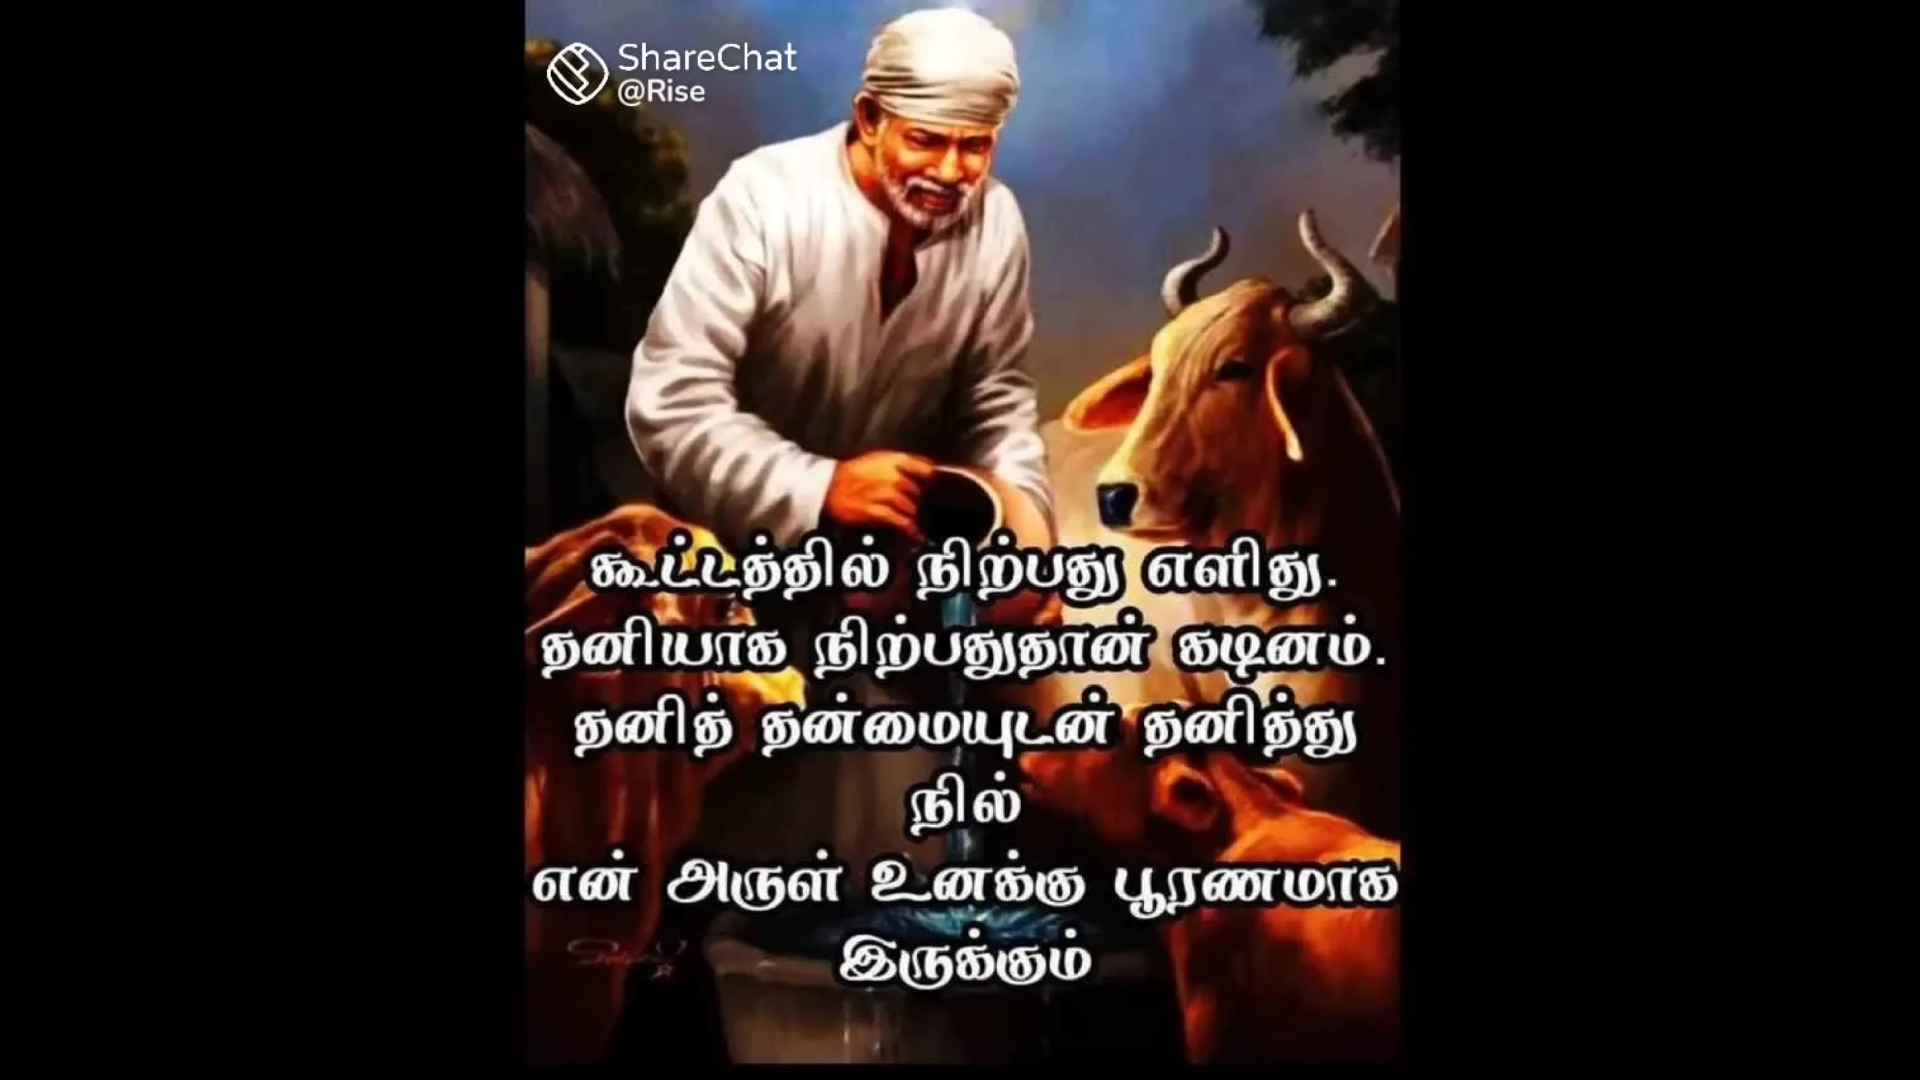 ShareChat
@Rise
கூட்டத்தில் நிற்பது எளிது.
தனியாக நிற்பதுதான் கடினம்.
தனித் தன்மையுடன் தனித்து
நில்
என் அருள் உனக்கு பூரணமாக
இருக்கும்